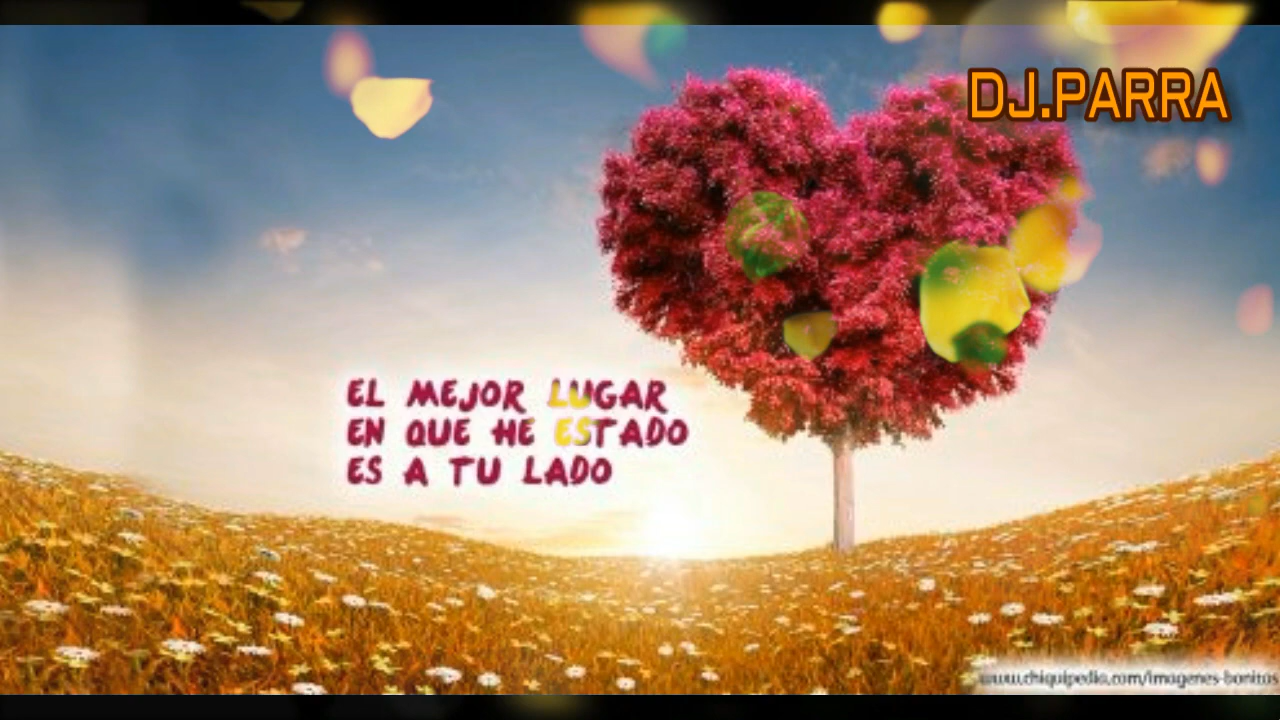 DJ.PARRA
EL MEJOR LUGAR
EN QUE HE ESTADO
ES A TU LADO
www.chiquipedia.com/imagenes-bonitas